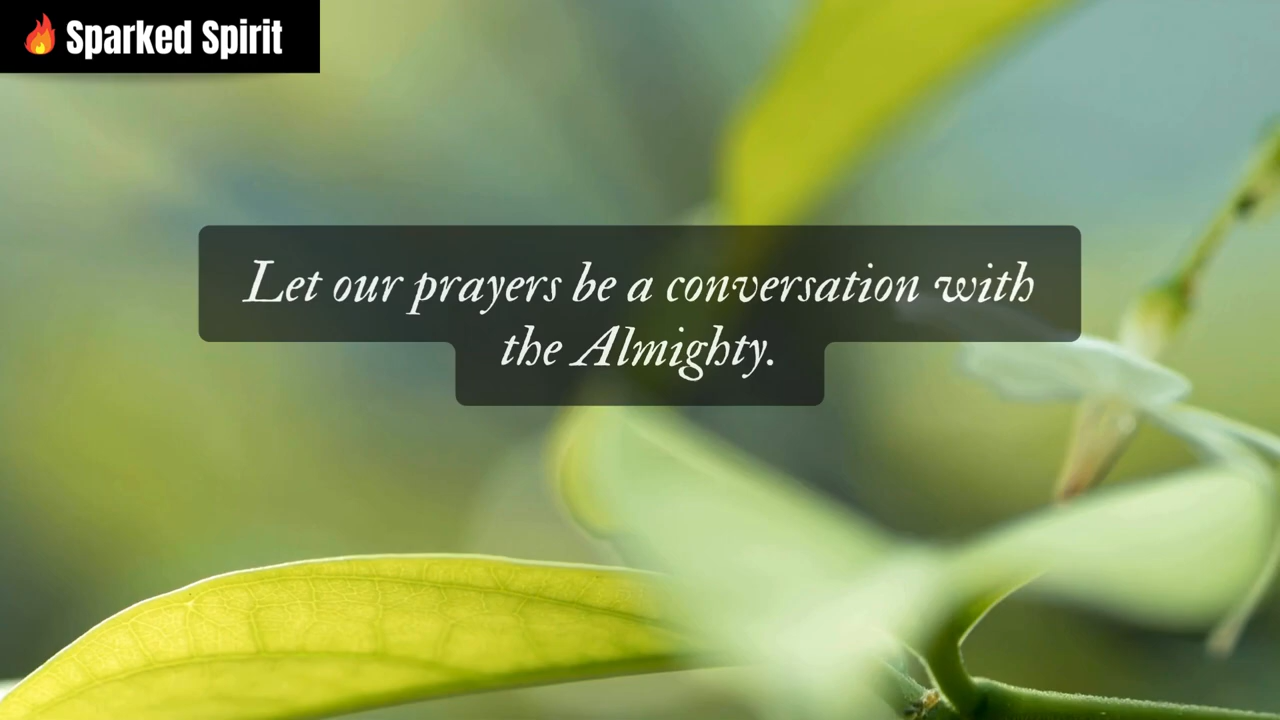 🔥 Sparked Spirit
Let our prayers be a conversation with
the Almighty.